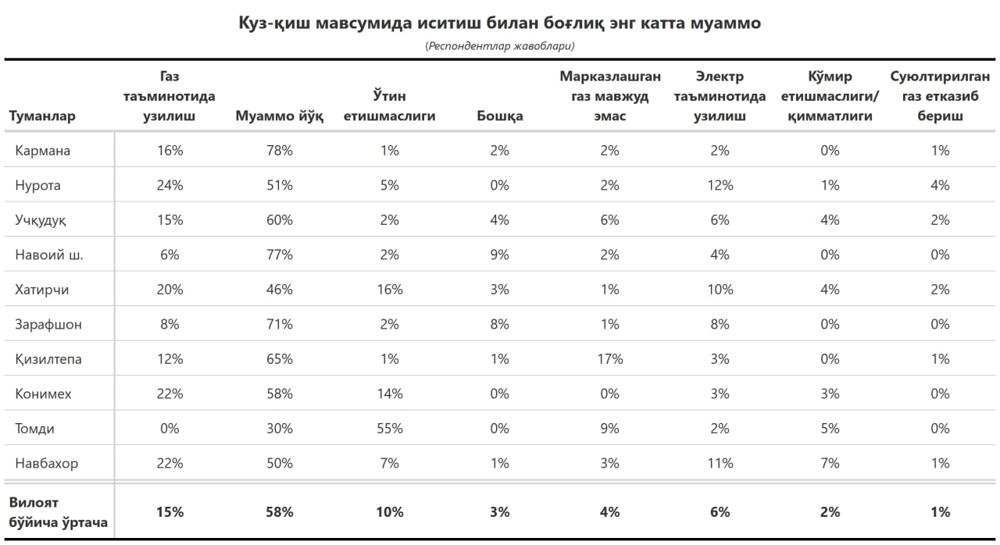 Куз-қиш мавсумида иситиш билан боғлиқ энг катта муаммо
(Респондентлар жавоблари)
Туманлар | Газ таъминотида узилиш | Муаммо йўқ | Ўтин етишмаслиги | Бошқа | Марказлашган газ мавжуд эмас | Электр таъминотида узилиш | Кўмир етишмаслиги/ қимматлиги | Суюлтирилган газ етказиб бериш
Кармана 16% 78% 1% 2% 2% 2% 0% 1%
Нурота 24% 51% 5% 0% 2% 12% 1% 4%
Учқудуқ 15% 60% 2% 4% 6% 6% 4% 2%
Навоий ш. 6% 77% 2% 9% 2% 4% 0% 0%
Хатирчи 20% 46% 16% 3% 1% 10% 4% 2%
Зарафшон 8% 71% 2% 8% 1% 8% 0% 0%
Қизилтепа 12% 65% 1% 1% 17% 3% 0% 1%
Конимех 22% 58% 14% 0% 0% 3% 3% 0%
Томди 0% 30% 55% 0% 9% 2% 5% 0%
Навбахор 22% 50% 7% 1% 3% 11% 7% 1%
Вилоят
бўйича ўртача 15% 58% 10% 3% 4% 6% 2% 1%